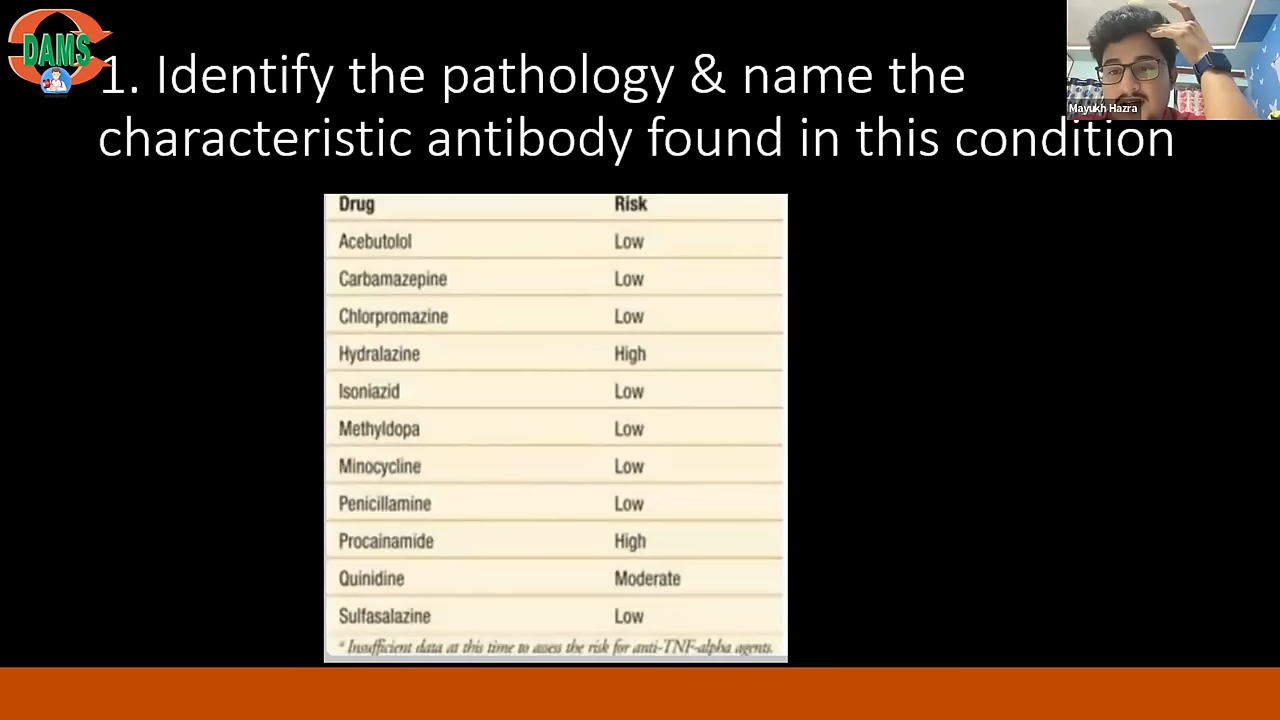 DAMS
1. Identify the pathology & name the
characteristic antibody found in this condition
Mayukh Hazra
Drug Risk
Acebutolol Low
Carbamazepine Low
Chlorpromazine Low
Hydralazine High
Isoniazid Low
Methyldopa Low
Minocycline Low
Penicillamine Low
Procainamide High
Quinidine Moderate
Sulfasalazine Low
* Insufficient data at this time to assess the risk for anti-TNF-alpha agents.